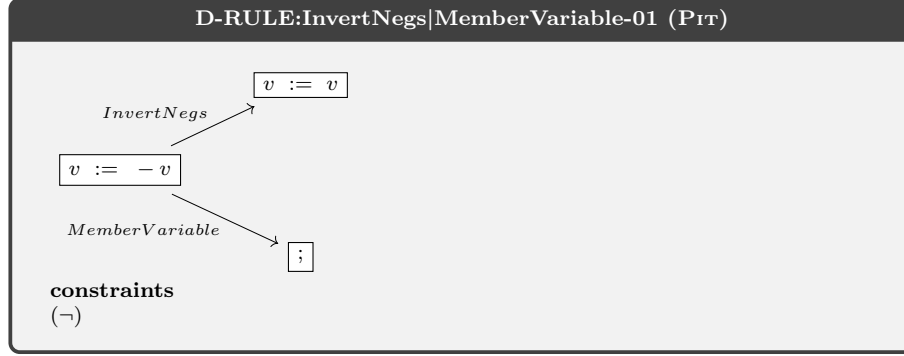 D-RULE:InvertNegs|MemberVariable-01 (PIT)
v := v
InvertNegs
v := − v
MemberVariable
;
constraints
(¬)